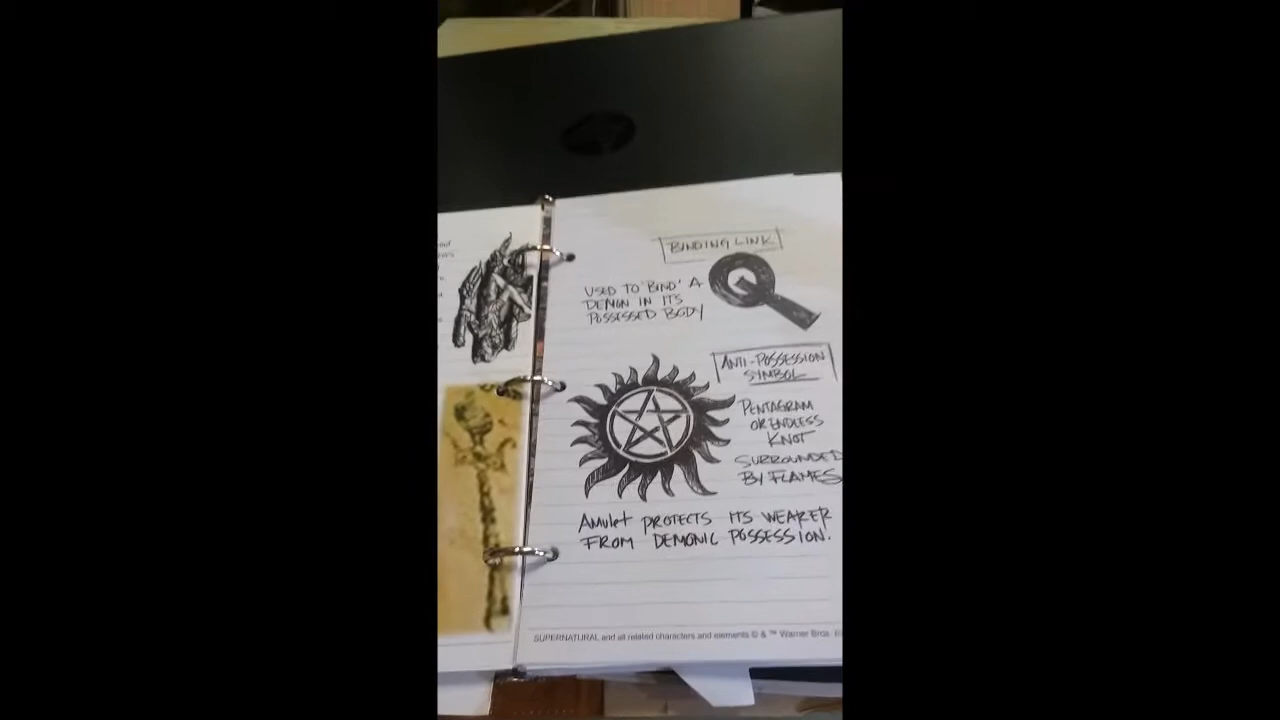 BINDING LINK
USED TO 'BIND' A
DEMON IN ITS
POSSESSED BODY
ANTI-POSSESSION
SYMBOL
PENTAGRAM
OR ENDLESS
KNOT
SURROUNDED
BY FLAMES
Amulet PROTECTS ITS WEARER
FROM DEMONIC POSSESSION.
SUPERNATURAL and all related characters and elements © & ™ Warner Bros.